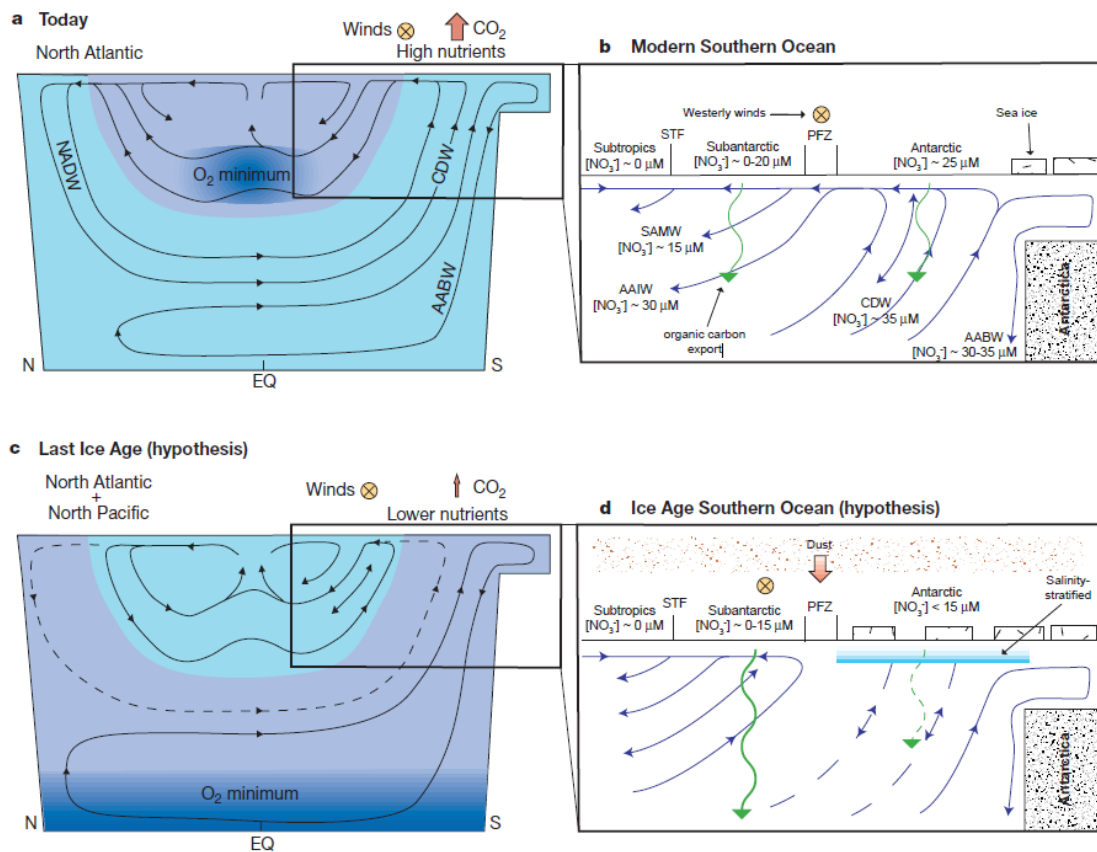 a Today
North Atlantic
Winds
CO2
High nutrients
NADW
O2 minimum
CDW
AABW
N
S
EQ
b Modern Southern Ocean
Westerly winds
Sea ice
STF
PFZ
Subtropics
[NO3-] ~ 0 µM
Subantarctic
[NO3-] ~ 0-20 µM
Antarctic
[NO3-] ~ 25 µM
SAMW
[NO3-] ~ 15 µM
AAIW
[NO3-] ~ 30 µM
CDW
[NO3-] ~ 35 µM
organic carbon
export
AABW
[NO3-] ~ 30-35 µM
Antarctica
c Last Ice Age (hypothesis)
North Atlantic
+
North Pacific
Winds
CO2
Lower nutrients
O2 minimum
N
S
EQ
d Ice Age Southern Ocean (hypothesis)
Dust
Salinity-
stratified
STF
PFZ
Subtropics
[NO3-] ~ 0 µM
Subantarctic
[NO3-] ~ 0-15 µM
Antarctic
[NO3-] < 15 µM
Antarctica